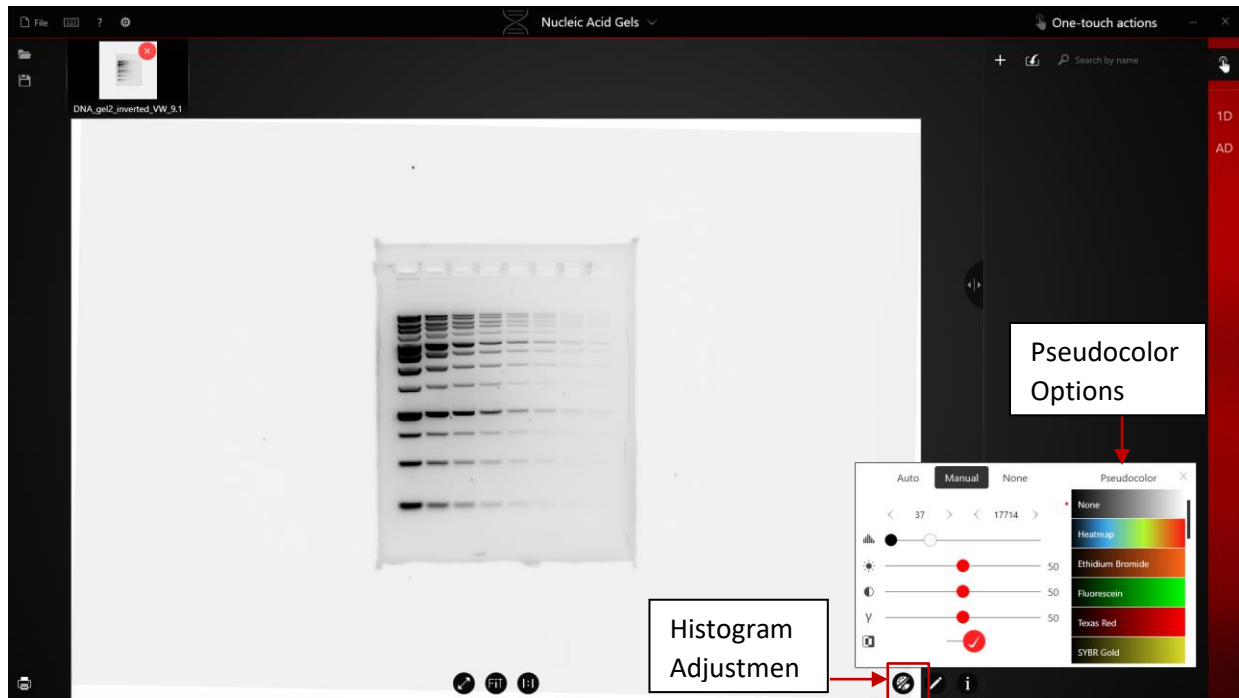 File
?
Nucleic Acid Gels
One-touch actions
Search by name
DNA_gel2_inverted_VW_9.1
1D
AD
Pseudocolor
Options
Auto Manual None
Pseudocolor
37 17714
None
Heatmap
50
Ethidium Bromide
50
Fluorescein
γ
50
Texas Red
SYBR Gold
Histogram
Adjustmen
FiT
1:1
i